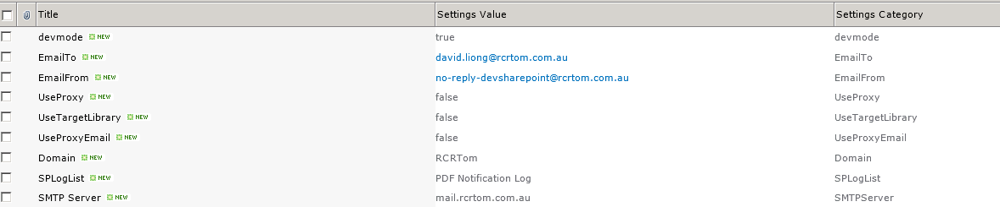 Title Settings Value Settings Category
devmode NEW true devmode
EmailTo NEW david.liong@rcrtom.com.au EmailTo
EmailFrom NEW no-reply-devsharepoint@rcrtom.com.au EmailFrom
UseProxy NEW false UseProxy
UseTargetLibrary NEW false UseTargetLibrary
UseProxyEmail NEW false UseProxyEmail
Domain NEW RCRTom Domain
SPLogList NEW PDF Notification Log SPLogList
SMTP Server NEW mail.rcrtom.com.au SMTPServer